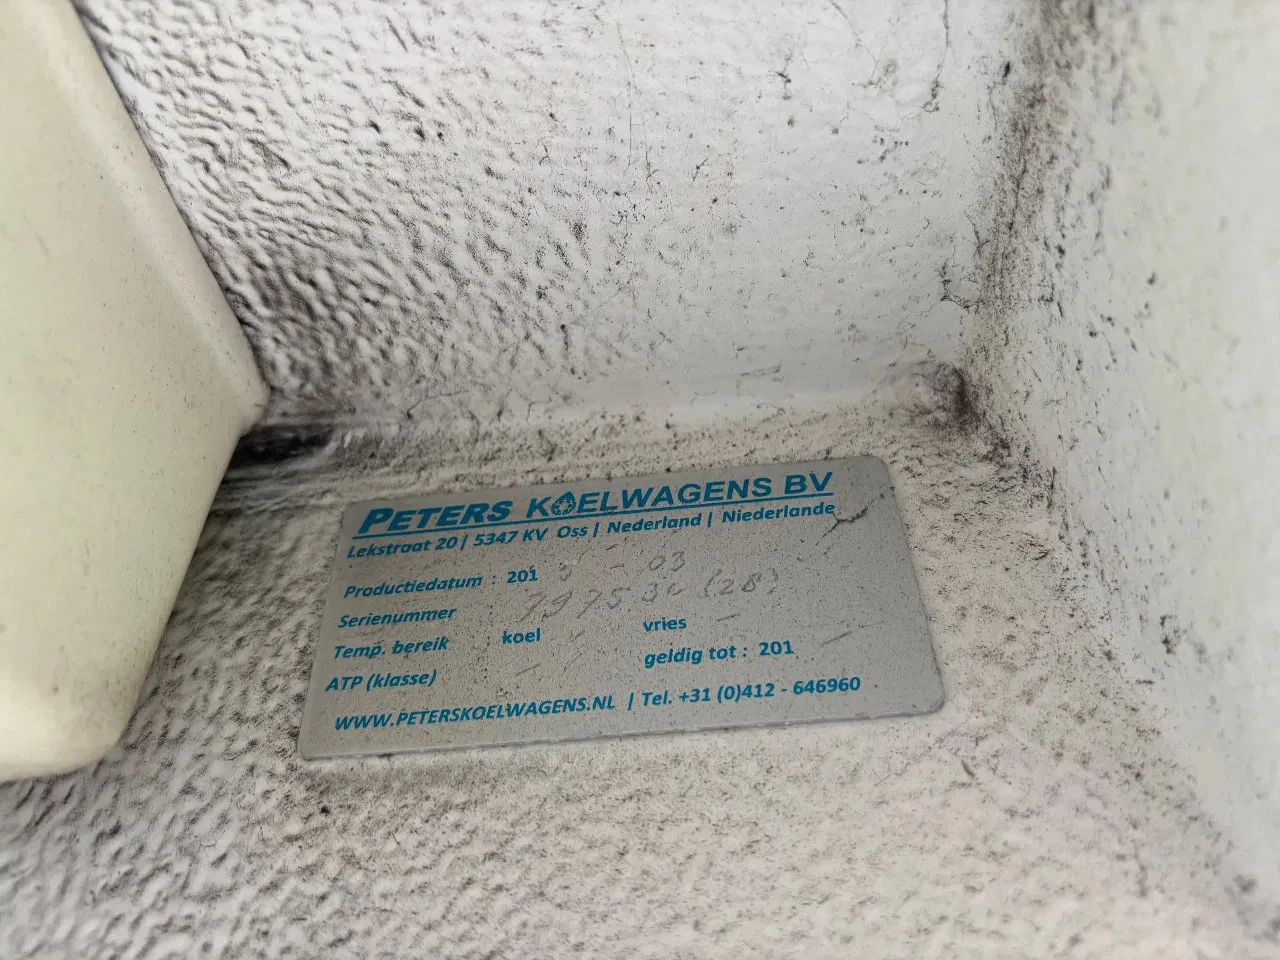 PETERS KOELWAGENS BV
Lekstraat 20 | 5347 KV Oss | Nederland | Niederlande
Productiedatum : 201 - 03
Serienummer :
Temp. bereik : koel - vries -
ATP (klasse) : - geldig tot : 201 -
WWW.PETERSKOELWAGENS.NL | Tel. +31 (0)412 - 646960